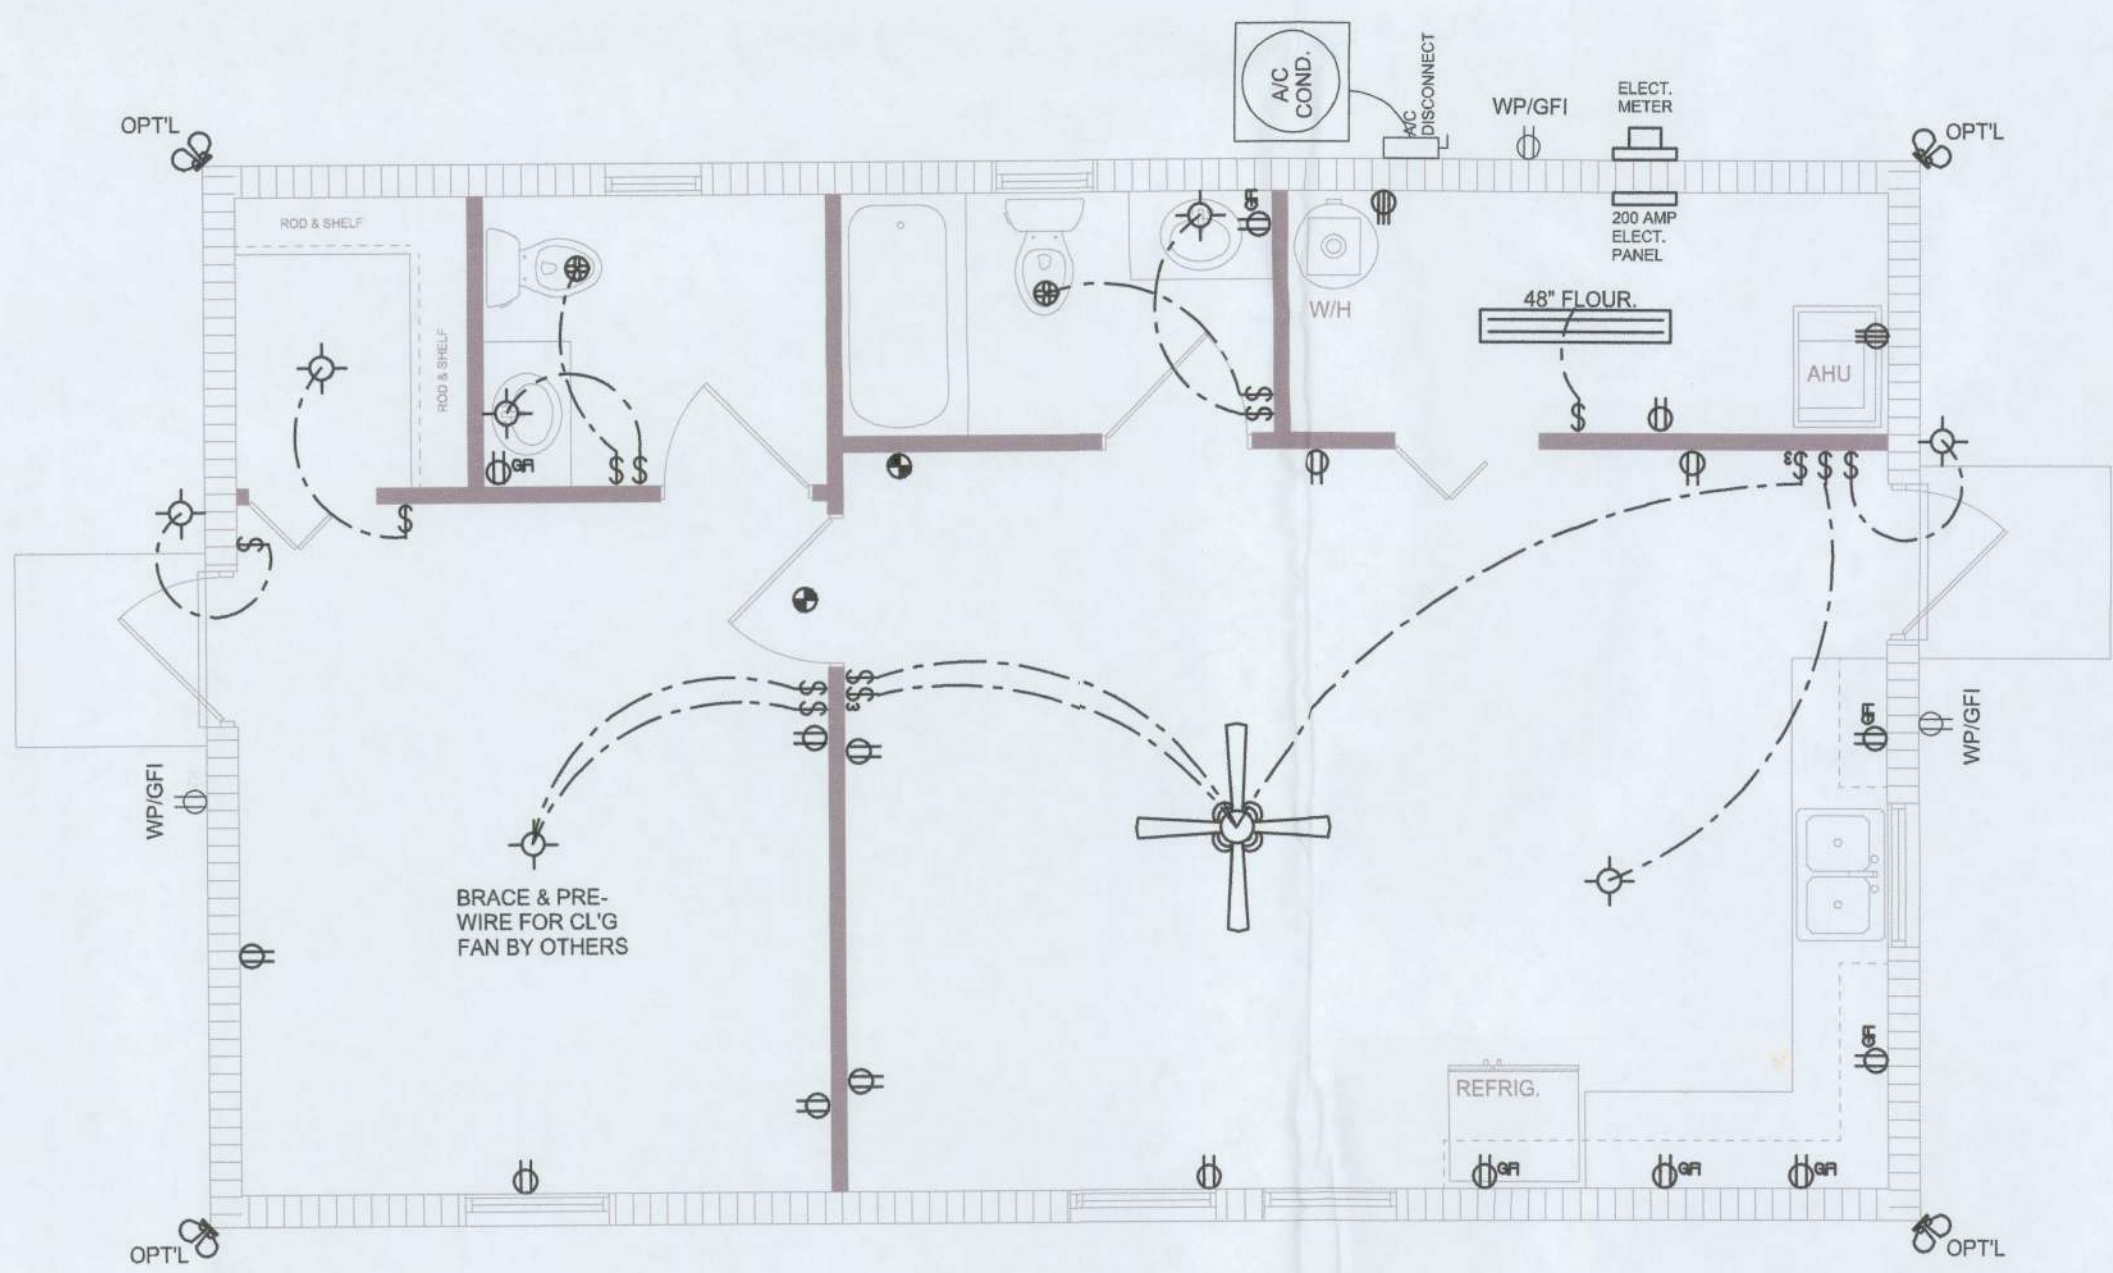 A/C
COND.
A/C
DISCONNECT
WP/GFI
ELECT.
METER
OPT'L
OPT'L
ROD & SHELF
ROD & SHELF
GFI
GFI
W/H
200 AMP
ELECT.
PANEL
48" FLOUR.
AHU
$
$
$ $
$
$
$
3$ $ $
$
$
$
$3
WP/GFI
GFI
WP/GFI
BRACE & PRE-
WIRE FOR CL'G
FAN BY OTHERS
GFI
REFRIG.
GFI
GFI
GFI
OPT'L
OPT'L